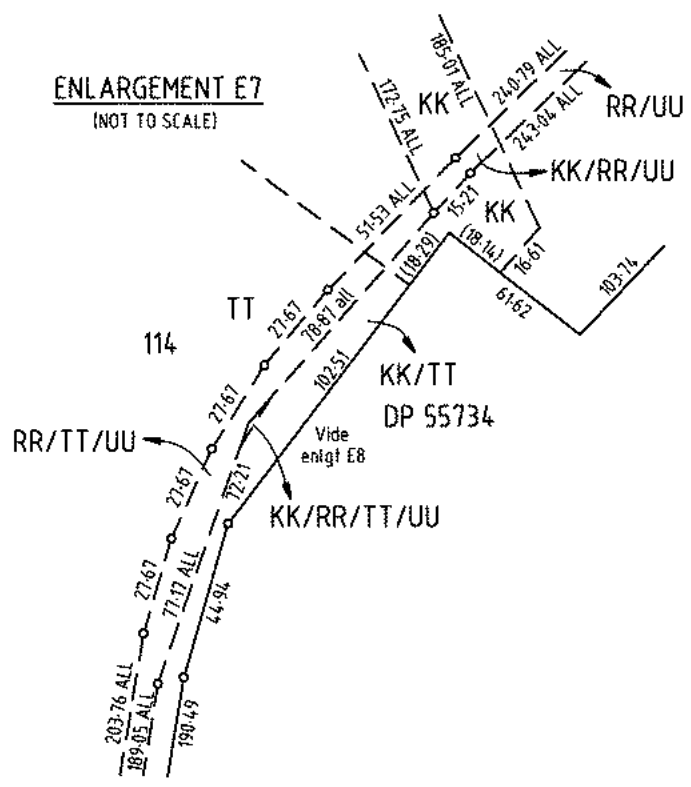 185·01 ALL
240·79 ALL
172·75 ALL
KK
ENLARGEMENT E7
(NOT TO SCALE)
RR/UU
243·04 ALL
KK/RR/UU
51·53 ALL
15·21
KK
(18·29)
(18·14)
16·61
103·74
61·62
TT
27·67
78·87 all
114
KK/TT
DP 55734
102·51
27·67
RR/TT/UU
Vide
enlgt E8
27·67
72·21
KK/RR/TT/UU
27·67
77·17 ALL
44·94
203·76 ALL
189·05 ALL
190·49